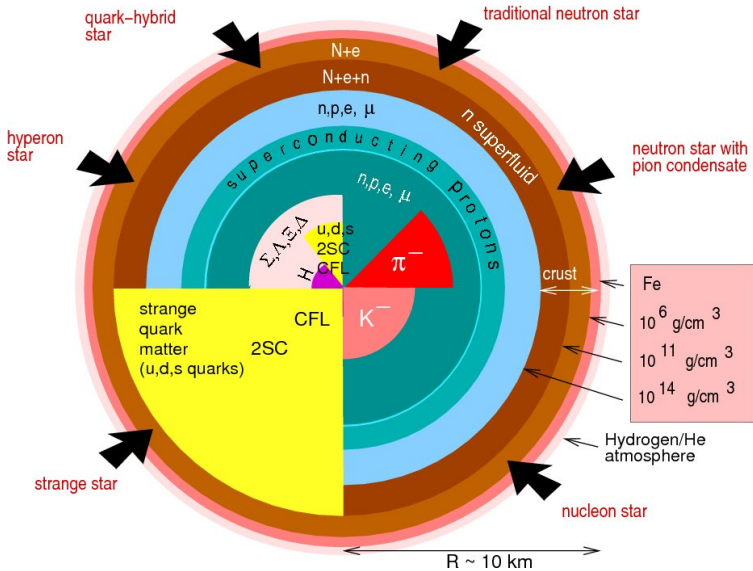 quark–hybrid
star
traditional neutron star
N+e
N+e+n
n,p,e, μ
n superfluid
hyperon
star
neutron star with
pion condensate
superconducting protons
n,p,e, μ
Σ,Λ,Ξ,Δ
u,d,s
2SC
CFL
H
π⁻
crust
Fe
K⁻
CFL
2SC
strange
quark
matter
(u,d,s quarks)
10⁶ g/cm³
10¹¹ g/cm³
10¹⁴ g/cm³
Hydrogen/He
atmosphere
strange star
nucleon star
R ~ 10 km